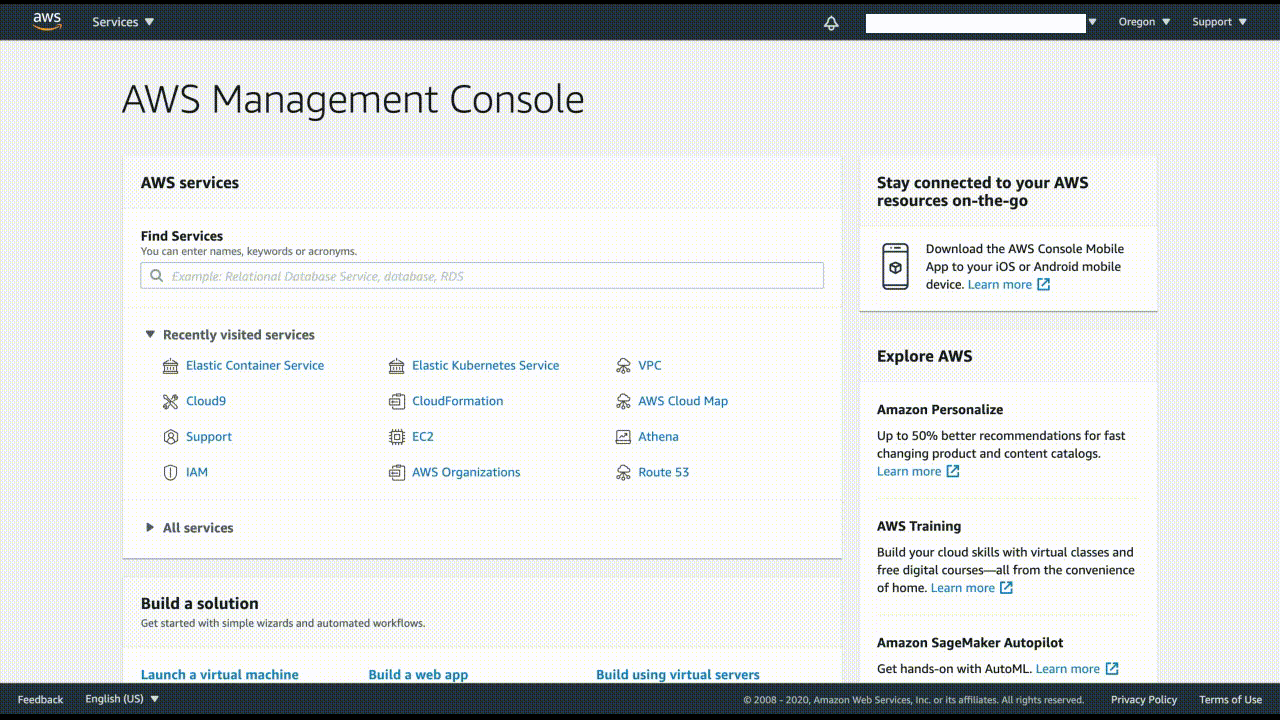 aws
Services
Oregon
Support
AWS Management Console
AWS services
Find Services
You can enter names, keywords or acronyms.
Example: Relational Database Service, database, RDS
Recently visited services
Elastic Container Service
Elastic Kubernetes Service
VPC
Cloud9
CloudFormation
AWS Cloud Map
Support
EC2
Athena
IAM
AWS Organizations
Route 53
All services
Build a solution
Get started with simple wizards and automated workflows.
Launch a virtual machine
Build a web app
Build using virtual servers
Stay connected to your AWS
resources on-the-go
Download the AWS Console Mobile
App to your iOS or Android mobile
device. Learn more
Explore AWS
Amazon Personalize
Up to 50% better recommendations for fast
changing product and content catalogs.
Learn more
AWS Training
Build your cloud skills with virtual classes and
free digital courses—all from the convenience
of home. Learn more
Amazon SageMaker Autopilot
Get hands-on with AutoML. Learn more
Feedback
English (US)
© 2008 - 2020, Amazon Web Services, Inc. or its affiliates. All rights reserved.
Privacy Policy
Terms of Use